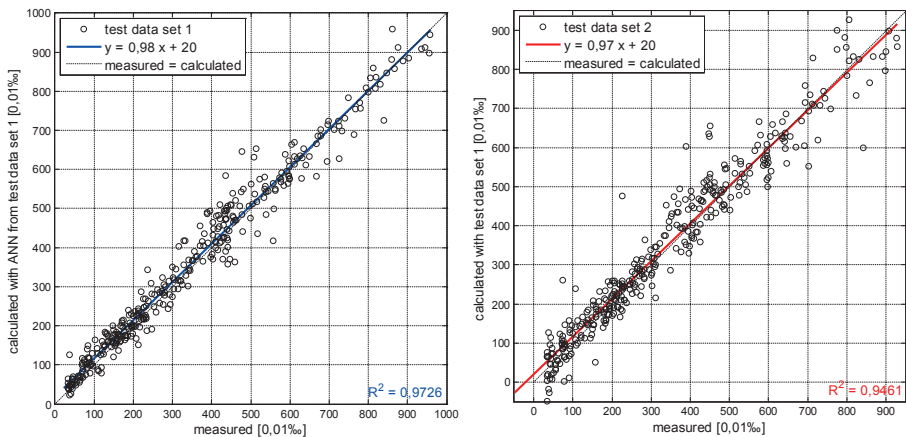 test data set 1
y = 0,98 x + 20
measured = calculated
1000
900
800
700
600
500
400
300
200
100
0
calculated with ANN from test data set 1 [0,01‰]
R² = 0,9726
0 100 200 300 400 500 600 700 800 900 1000
measured [0,01‰]
test data set 2
y = 0,97 x + 20
measured = calculated
900
800
700
600
500
400
300
200
100
0
calculated with test data set 1 [0,01‰]
R² = 0,9461
0 100 200 300 400 500 600 700 800 900
measured [0,01‰]